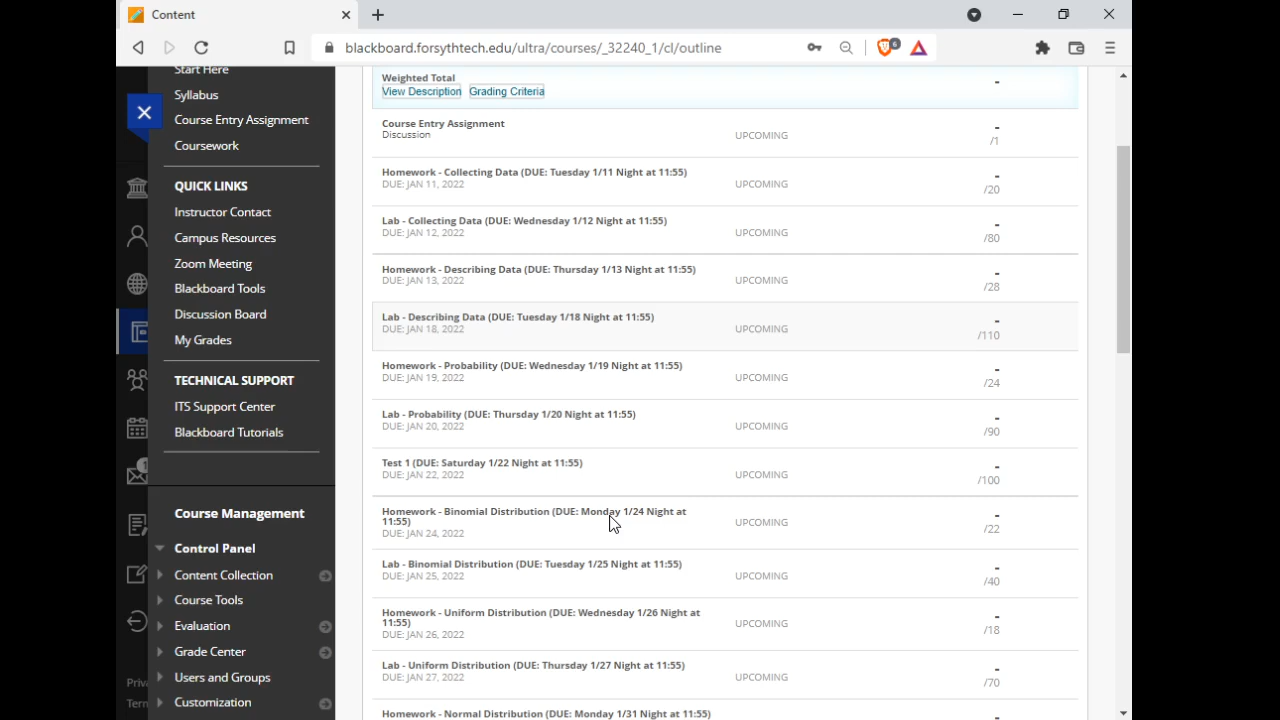 Content
blackboard.forsythtech.edu/ultra/courses/_32240_1/cl/outline
6
Start Here
Syllabus
Course Entry Assignment
Coursework
QUICK LINKS
Instructor Contact
Campus Resources
Zoom Meeting
Blackboard Tools
Discussion Board
My Grades
TECHNICAL SUPPORT
ITS Support Center
Blackboard Tutorials
1
Course Management
Control Panel
Content Collection
Course Tools
Evaluation
Grade Center
Users and Groups
Customization
Priv
Tern
Weighted Total
-
View Description Grading Criteria
Course Entry Assignment
Discussion
UPCOMING
-
/1
Homework - Collecting Data (DUE: Tuesday 1/11 Night at 11:55)
DUE: JAN 11, 2022
UPCOMING
-
/20
Lab - Collecting Data (DUE: Wednesday 1/12 Night at 11:55)
DUE: JAN 12, 2022
UPCOMING
-
/80
Homework - Describing Data (DUE: Thursday 1/13 Night at 11:55)
DUE: JAN 13, 2022
UPCOMING
-
/28
Lab - Describing Data (DUE: Tuesday 1/18 Night at 11:55)
DUE: JAN 18, 2022
UPCOMING
-
/110
Homework - Probability (DUE: Wednesday 1/19 Night at 11:55)
DUE: JAN 19, 2022
UPCOMING
-
/24
Lab - Probability (DUE: Thursday 1/20 Night at 11:55)
DUE: JAN 20, 2022
UPCOMING
-
/90
Test 1 (DUE: Saturday 1/22 Night at 11:55)
DUE: JAN 22, 2022
UPCOMING
-
/100
Homework - Binomial Distribution (DUE: Monday 1/24 Night at
11:55)
DUE: JAN 24, 2022
UPCOMING
-
/22
Lab - Binomial Distribution (DUE: Tuesday 1/25 Night at 11:55)
DUE: JAN 25, 2022
UPCOMING
-
/40
Homework - Uniform Distribution (DUE: Wednesday 1/26 Night at
11:55)
DUE: JAN 26, 2022
UPCOMING
-
/18
Lab - Uniform Distribution (DUE: Thursday 1/27 Night at 11:55)
DUE: JAN 27, 2022
UPCOMING
-
/70
Homework - Normal Distribution (DUE: Monday 1/31 Night at 11:55)
-